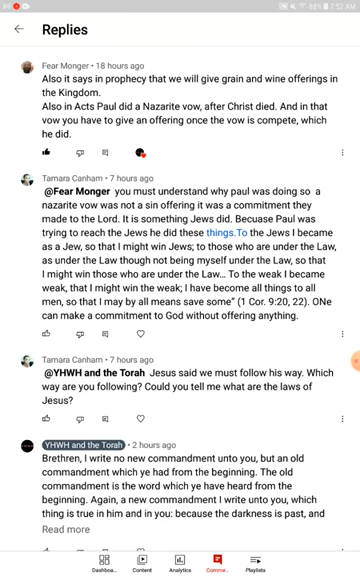 88% 7:52 AM
Replies
Fear Monger • 18 hours ago
Also it says in prophecy that we will give grain and wine offerings in
the Kingdom.
Also in Acts Paul did a Nazarite vow, after Christ died. And in that
vow you have to give an offering once the vow is compete, which
he did.
Tamara Canham • 7 hours ago
@Fear Monger you must understand why paul was doing so a
nazarite vow was not a sin offering it was a commitment they
made to the Lord. It is something Jews did. Becuase Paul was
trying to reach the Jews he did these things.To the Jews I became
as a Jew, so that I might win Jews; to those who are under the Law,
as under the Law though not being myself under the Law, so that
I might win those who are under the Law... To the weak I became
weak, that I might win the weak; I have become all things to all
men, so that I may by all means save some” (1 Cor. 9:20, 22). ONe
can make a commitment to God without offering anything.
Tamara Canham • 7 hours ago
@YHWH and the Torah Jesus said we must follow his way. Which
way are you following? Could you tell me what are the laws of
Jesus?
YHWH and the Torah • 2 hours ago
Brethren, I write no new commandment unto you, but an old
commandment which ye had from the beginning. The old
commandment is the word which ye have heard from the
beginning. Again, a new commandment I write unto you, which
thing is true in him and in you: because the darkness is past, and
Read more
Dashboa...
Content
Analytics
Comme...
Playlists